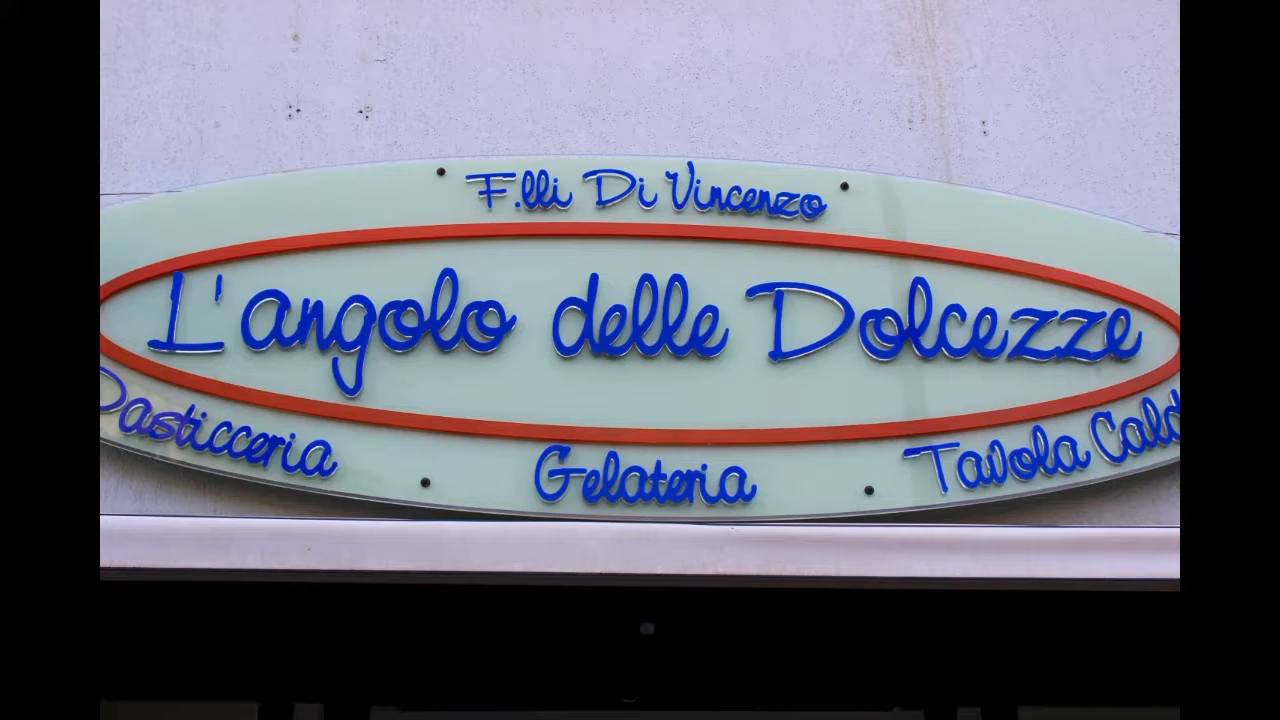 F.lli Di Vincenzo
L'angolo delle Dolcezze
Pasticceria
Gelateria
Tavola Cald